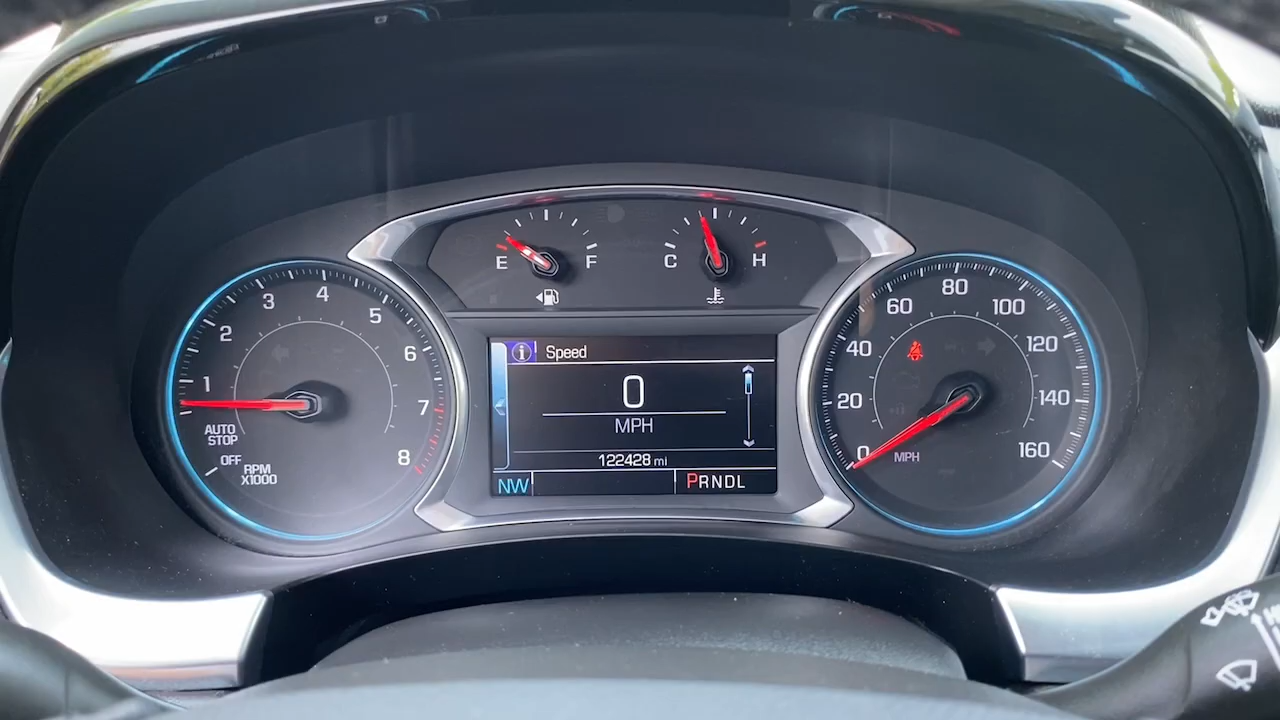 E F
C H
1 2 3 4 5 6 7 8
AUTO
STOP
OFF
RPM
X1000
i Speed
0
MPH
122428 mi
NW
PRNDL
0 20 40 60 80 100 120 140 160
MPH